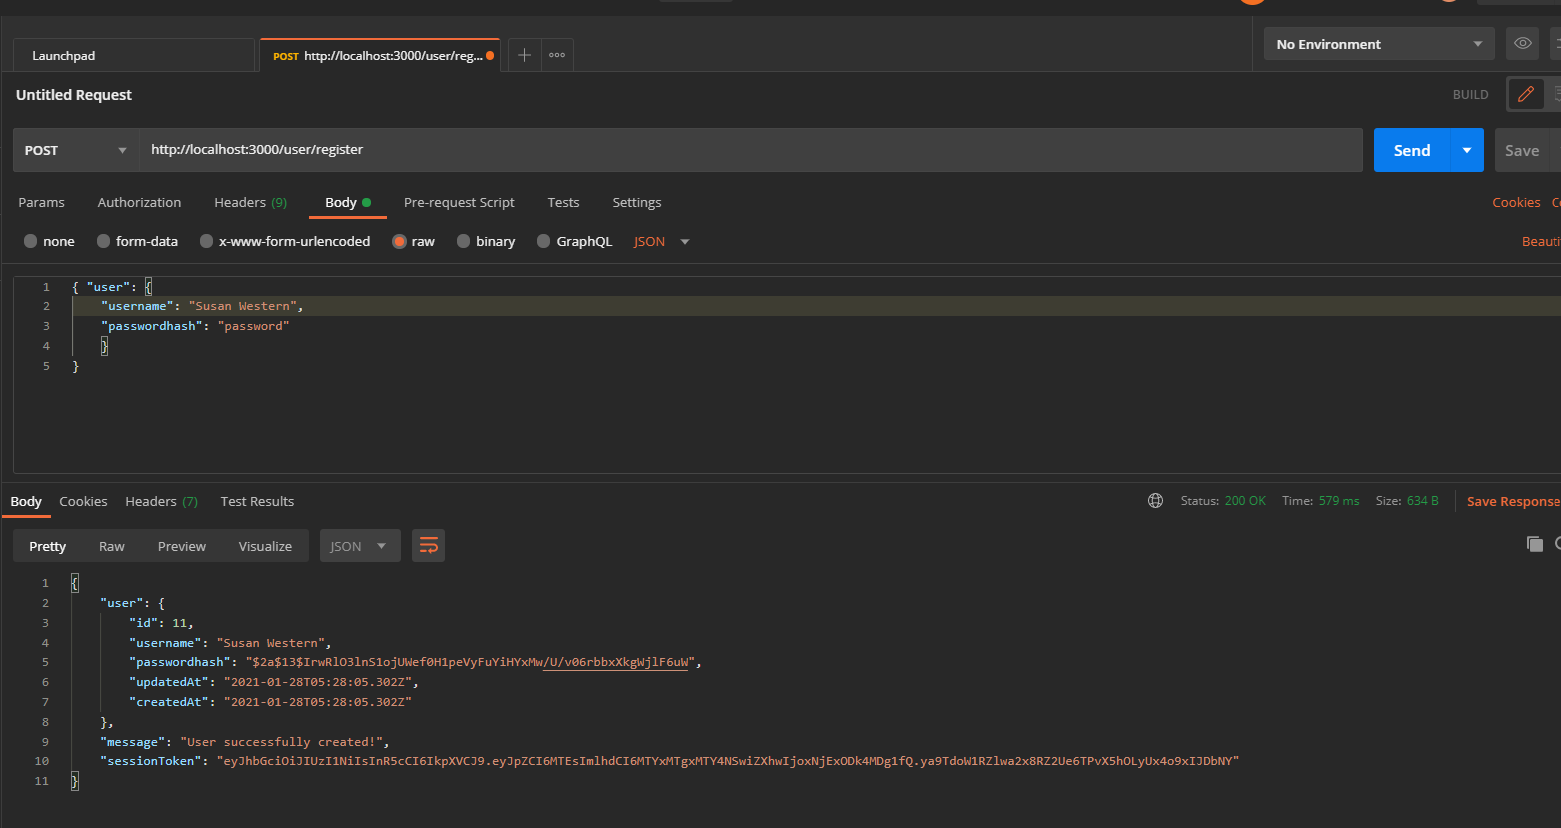 Launchpad
POST http://localhost:3000/user/reg...
No Environment
Untitled Request
BUILD
POST http://localhost:3000/user/register
Send
Save
Params Authorization Headers (9) Body Pre-request Script Tests Settings
Cookies
none form-data x-www-form-urlencoded raw binary GraphQL JSON
Beauti
1 { "user": {
2 "username": "Susan Western",
3 "passwordhash": "password"
4 }
5 }
Body Cookies Headers (7) Test Results
Status: 200 OK Time: 579 ms Size: 634 B Save Response
Pretty Raw Preview Visualize JSON
1 {
2 "user": {
3 "id": 11,
4 "username": "Susan Western",
5 "passwordhash": "$2a$13$IrwRlO3lnS1ojUWef0H1peVyFuYiHYxMw/U/v06rbbxXkgWjlF6uW",
6 "updatedAt": "2021-01-28T05:28:05.302Z",
7 "createdAt": "2021-01-28T05:28:05.302Z"
8 },
9 "message": "User successfully created!",
10 "sessionToken": "eyJhbGciOiJIUzI1NiIsInR5cCI6IkpXVCJ9.eyJpZCI6MTEsImlhdCI6MTYxMTgxMTY4NSwiZXhwIjoxNjExODk4MDg1fQ.ya9TdoW1RZlwa2x8RZ2Ue6TPvX5hOLyUx4o9xIJDbNY"
11 }